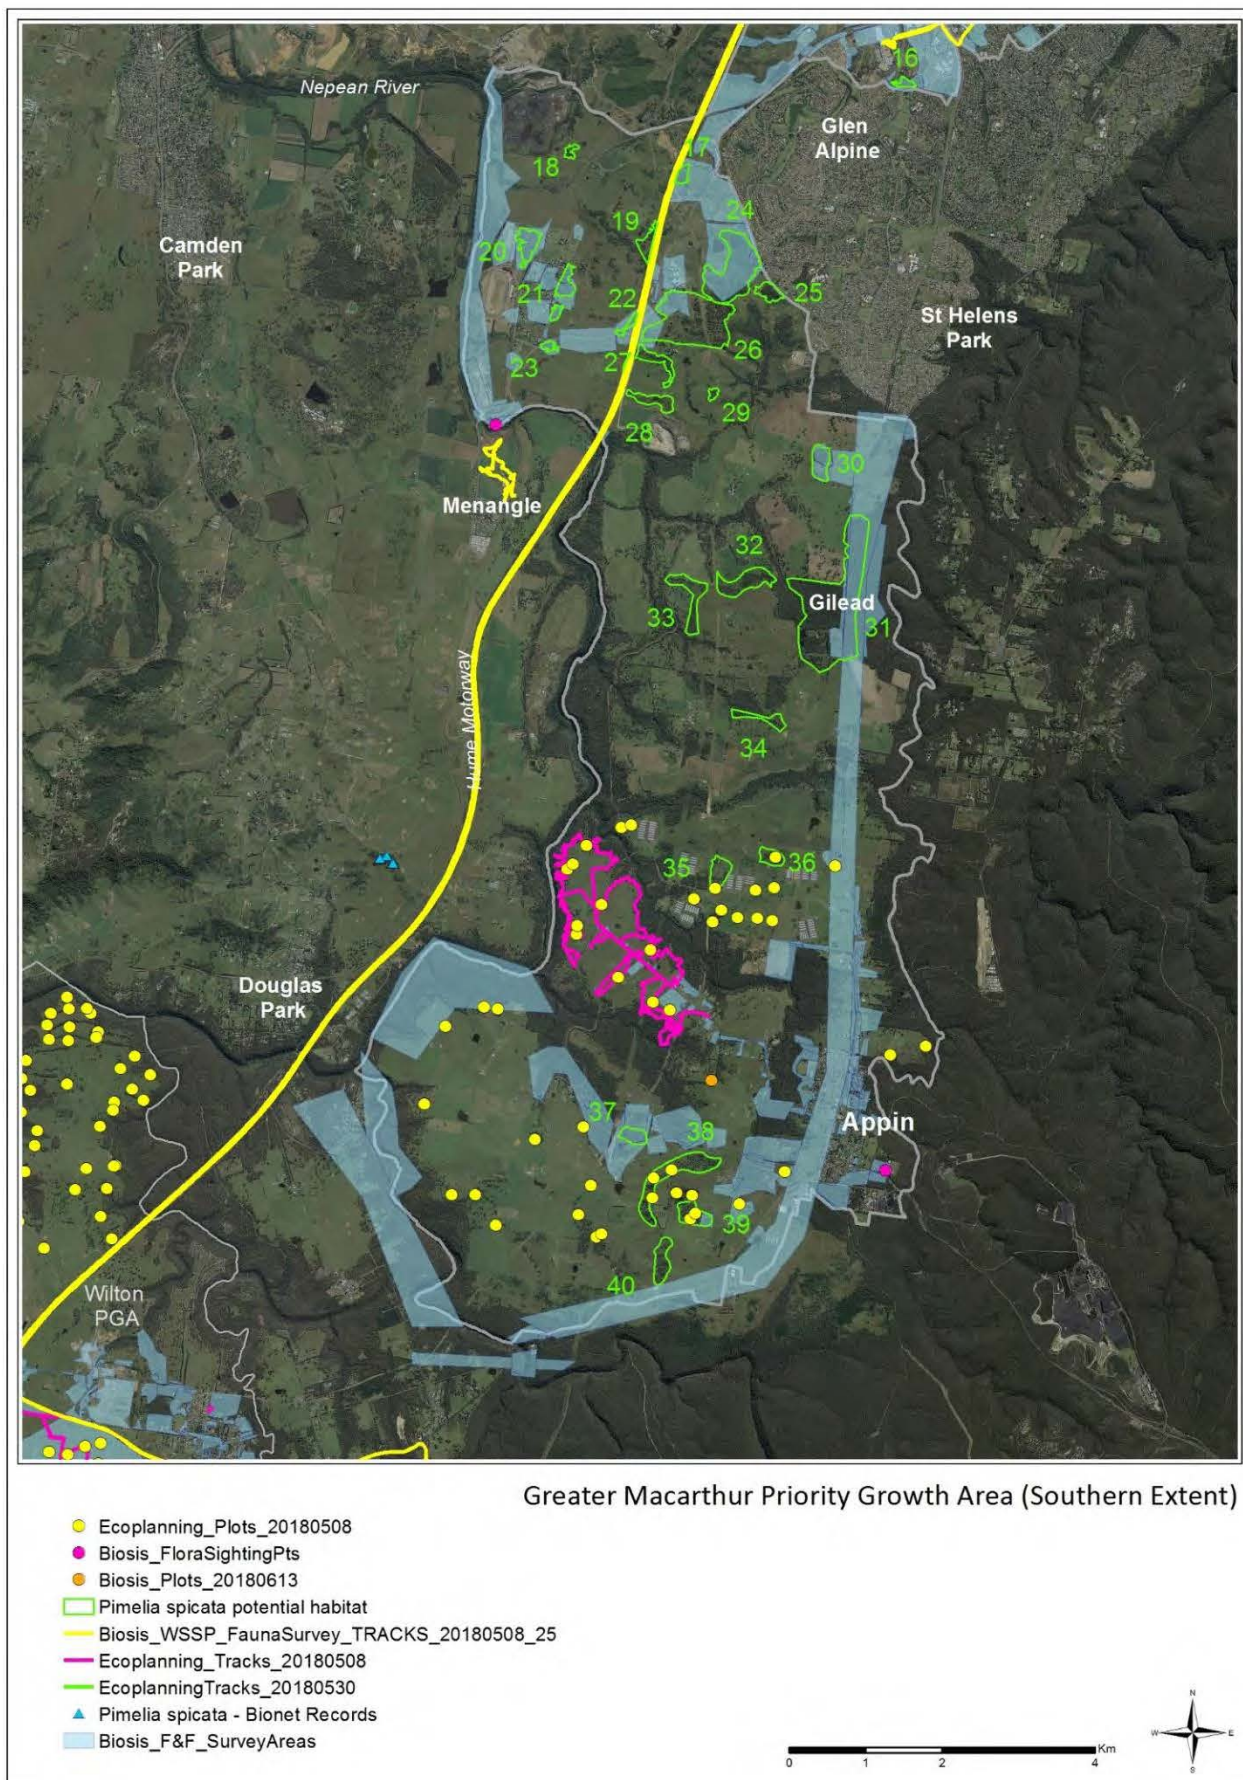 Nepean River
16
Glen
Alpine
17
18
24
19
Camden
Park
20
21
22
25
St Helens
Park
23
27
26
29
28
30
Menangle
32
33
Gilead
31
Hume Motorway
34
35
36
Douglas
Park
37
38
Appin
39
40
Wilton
PGA
Greater Macarthur Priority Growth Area (Southern Extent)
Ecoplanning_Plots_20180508
Biosis_FloraSightingPts
Biosis_Plots_20180613
Pimelia spicata potential habitat
Biosis_WSSP_FaunaSurvey_TRACKS_20180508_25
Ecoplanning_Tracks_20180508
EcoplanningTracks_20180530
Pimelia spicata - Bionet Records
Biosis_F&F_SurveyAreas
0 1 2 4 Km
N
W E
S